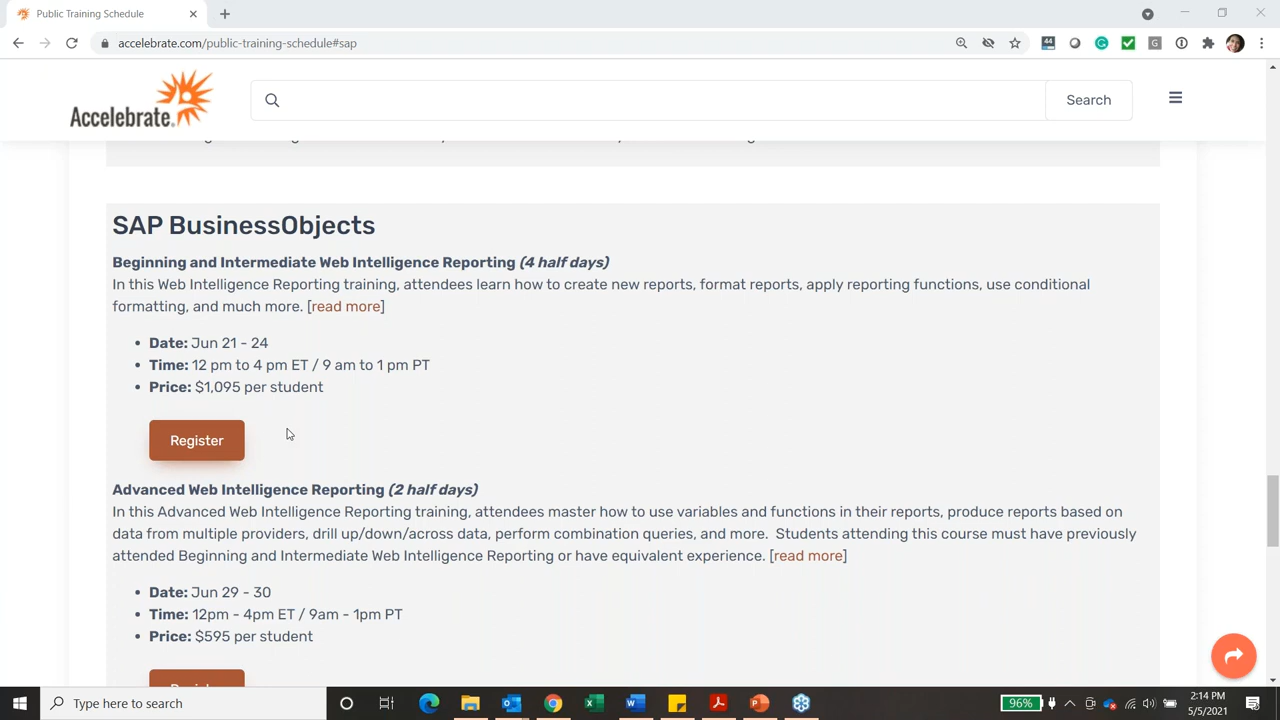 Public Training Schedule
accelebrate.com/public-training-schedule#sap
44
G
Accelebrate.
Search
SAP BusinessObjects
Beginning and Intermediate Web Intelligence Reporting (4 half days)
In this Web Intelligence Reporting training, attendees learn how to create new reports, format reports, apply reporting functions, use conditional
formatting, and much more. [read more]
• Date: Jun 21 - 24
• Time: 12 pm to 4 pm ET / 9 am to 1 pm PT
• Price: $1,095 per student
Register
Advanced Web Intelligence Reporting (2 half days)
In this Advanced Web Intelligence Reporting training, attendees master how to use variables and functions in their reports, produce reports based on
data from multiple providers, drill up/down/across data, perform combination queries, and more.  Students attending this course must have previously
attended Beginning and Intermediate Web Intelligence Reporting or have equivalent experience. [read more]
• Date: Jun 29 - 30
• Time: 12pm - 4pm ET / 9am - 1pm PT
• Price: $595 per student
Type here to search
96%
2:14 PM
5/5/2021